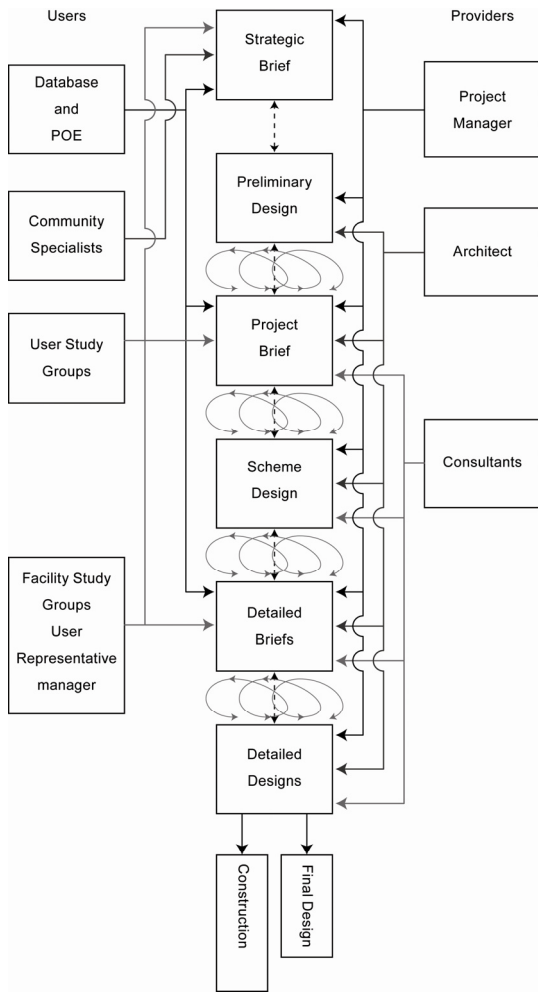 Users
Providers
Strategic
Brief
Database
and
POE
Project
Manager
Preliminary
Design
Community
Specialists
Architect
Project
Brief
User Study
Groups
Scheme
Design
Consultants
Facility Study
Groups
User
Representative
manager
Detailed
Briefs
Detailed
Designs
Construction
Final Design